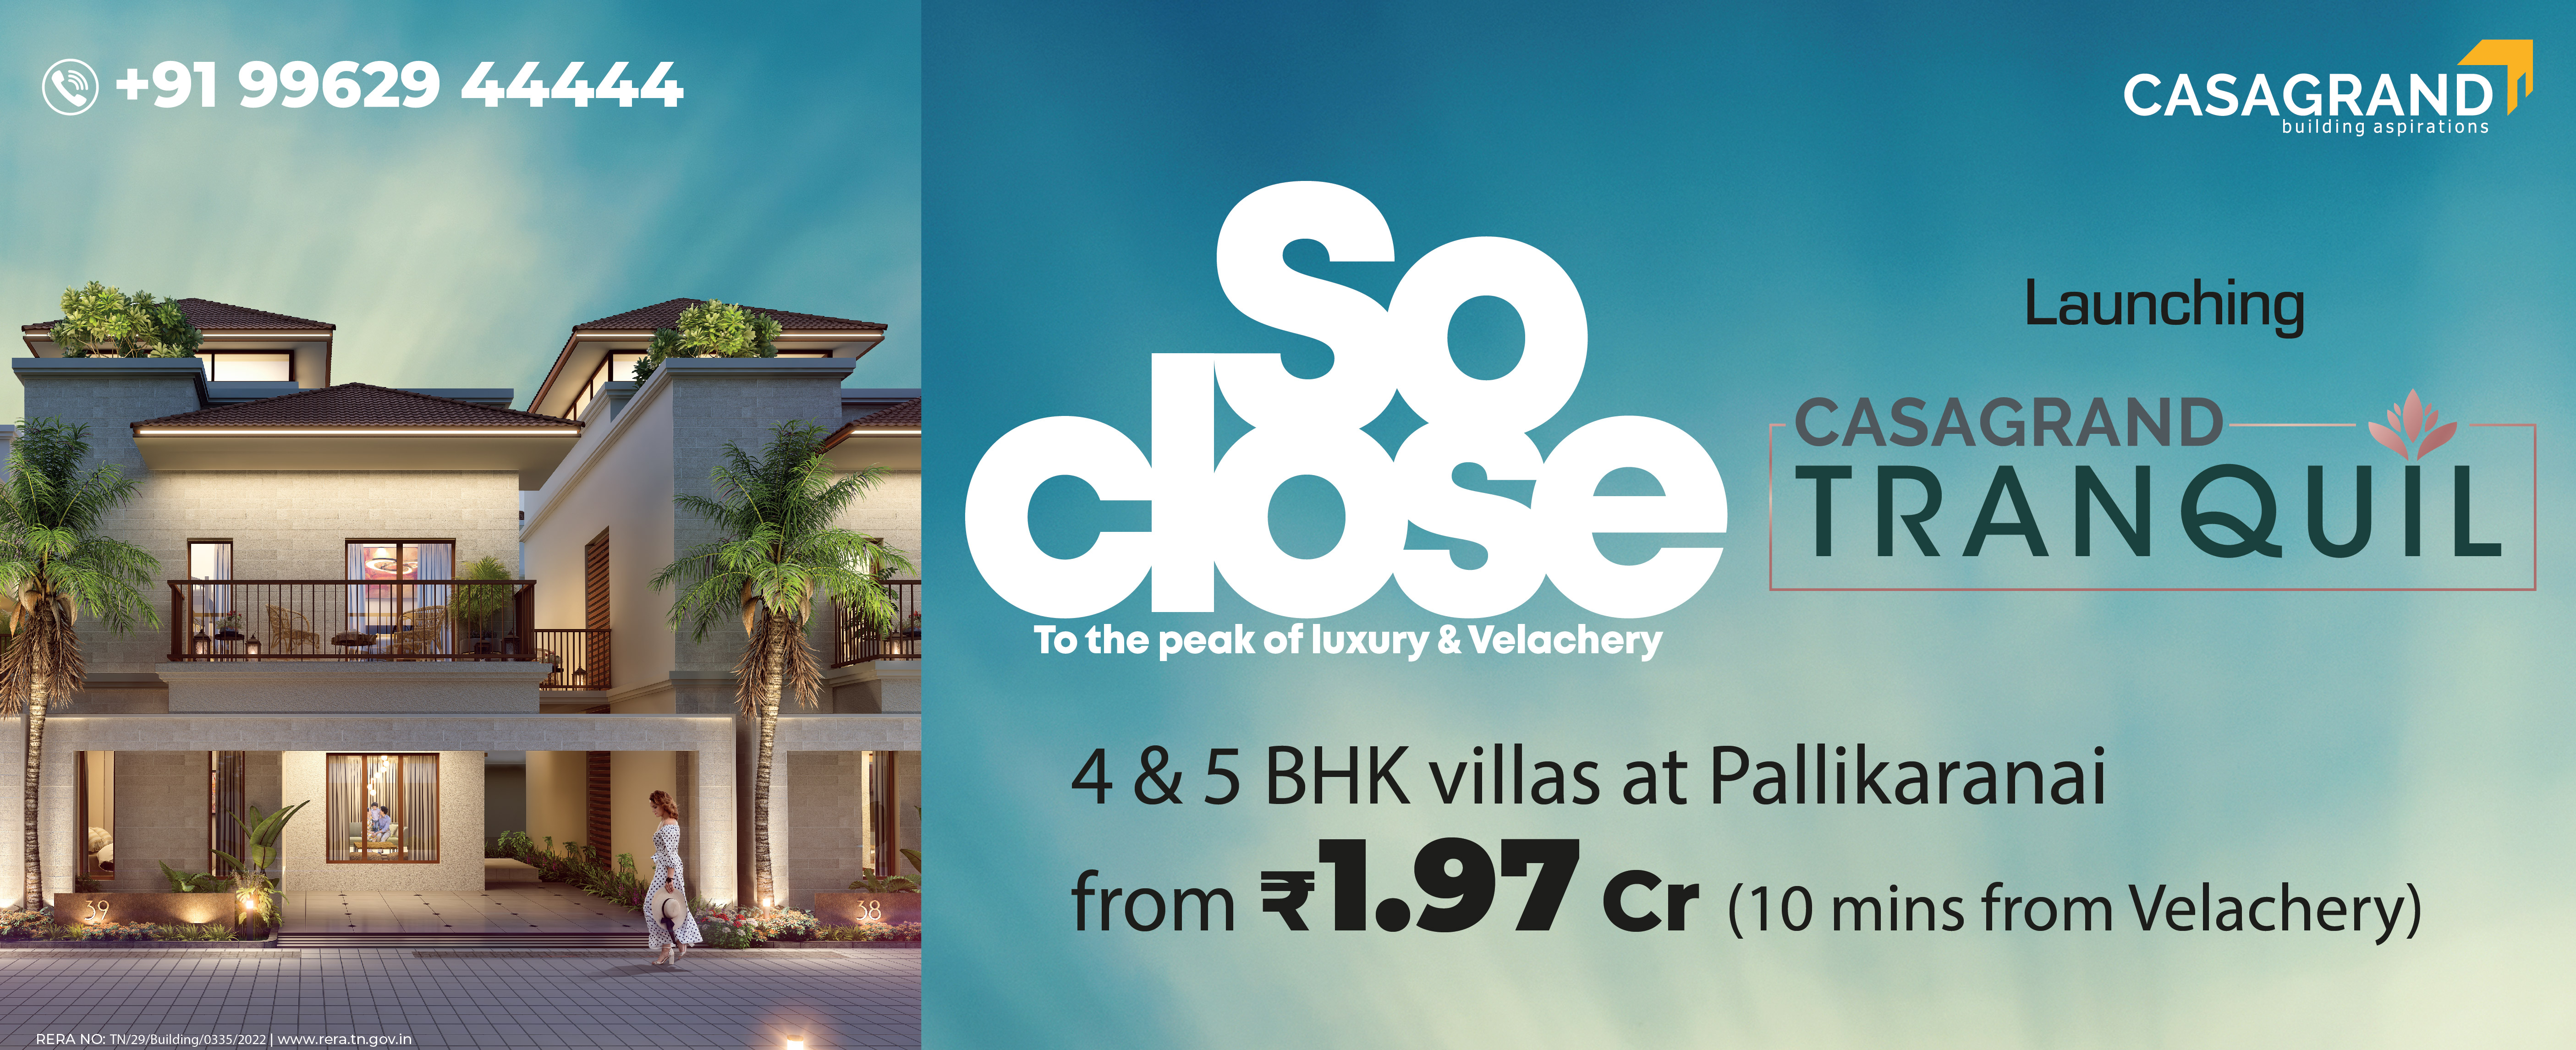 +91 99629 44444
CASAGRAND
building aspirations
So
close
To the peak of luxury & Velachery
Launching
CASAGRAND
TRANQUIL
4 & 5 BHK villas at Pallikaranai
from ₹1.97 Cr (10 mins from Velachery)
39
38
RERA NO: TN/29/Building/0335/2022 | www.rera.tn.gov.in